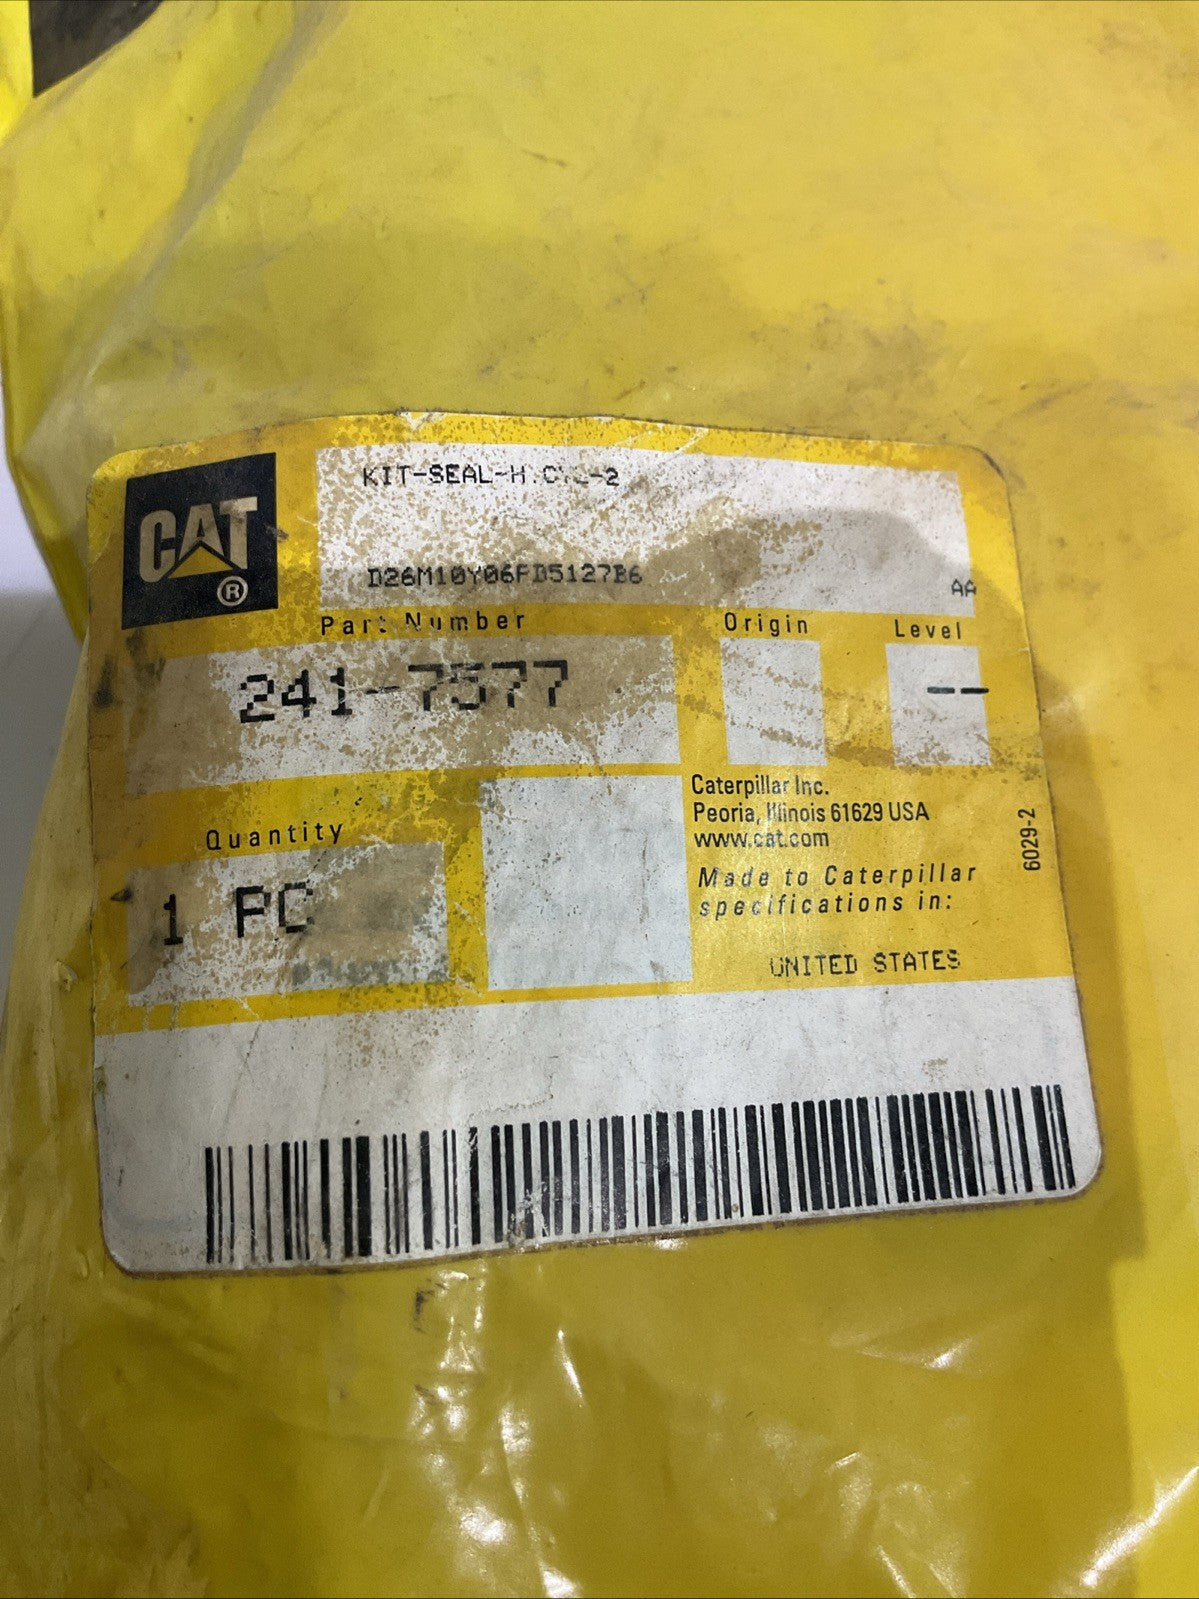 KIT-SEAL-H.CYL-2
CAT®
D26M10Y06FD5127B6
AA
Part Number
Origin
Level
241-7577
--
Quantity
1 PC
Caterpillar Inc.
Peoria, Illinois 61629 USA
www.cat.com
Made to Caterpillar
specifications in:
UNITED STATES
6029-2